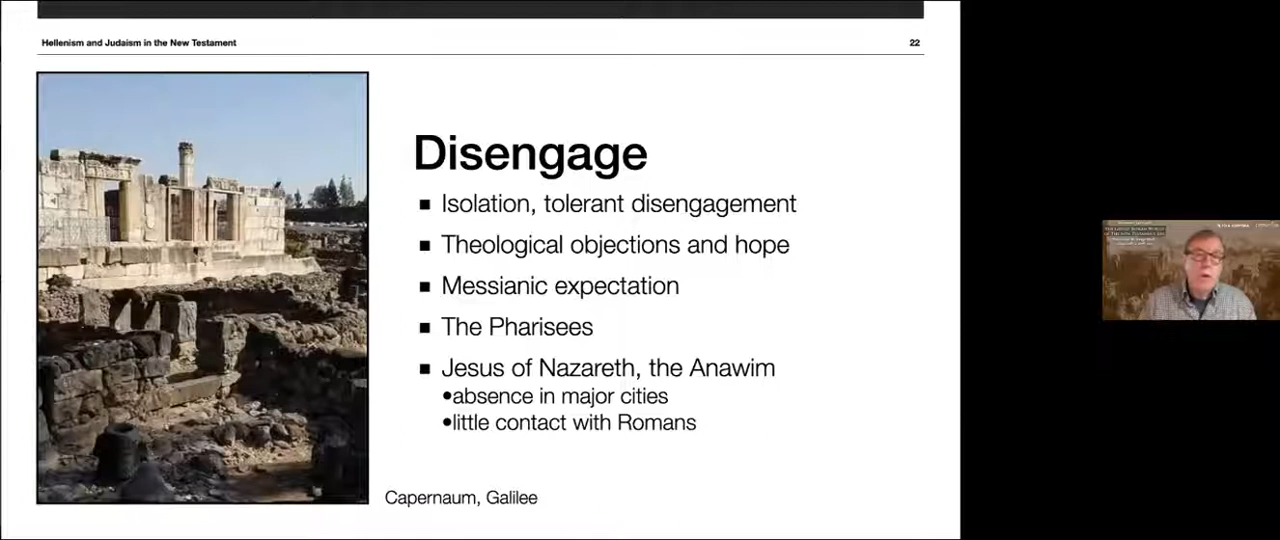 Hellenism and Judaism in the New Testament
22
Disengage
▪ Isolation, tolerant disengagement
▪ Theological objections and hope
▪ Messianic expectation
▪ The Pharisees
▪ Jesus of Nazareth, the Anawim
•absence in major cities
•little contact with Romans
Capernaum, Galilee